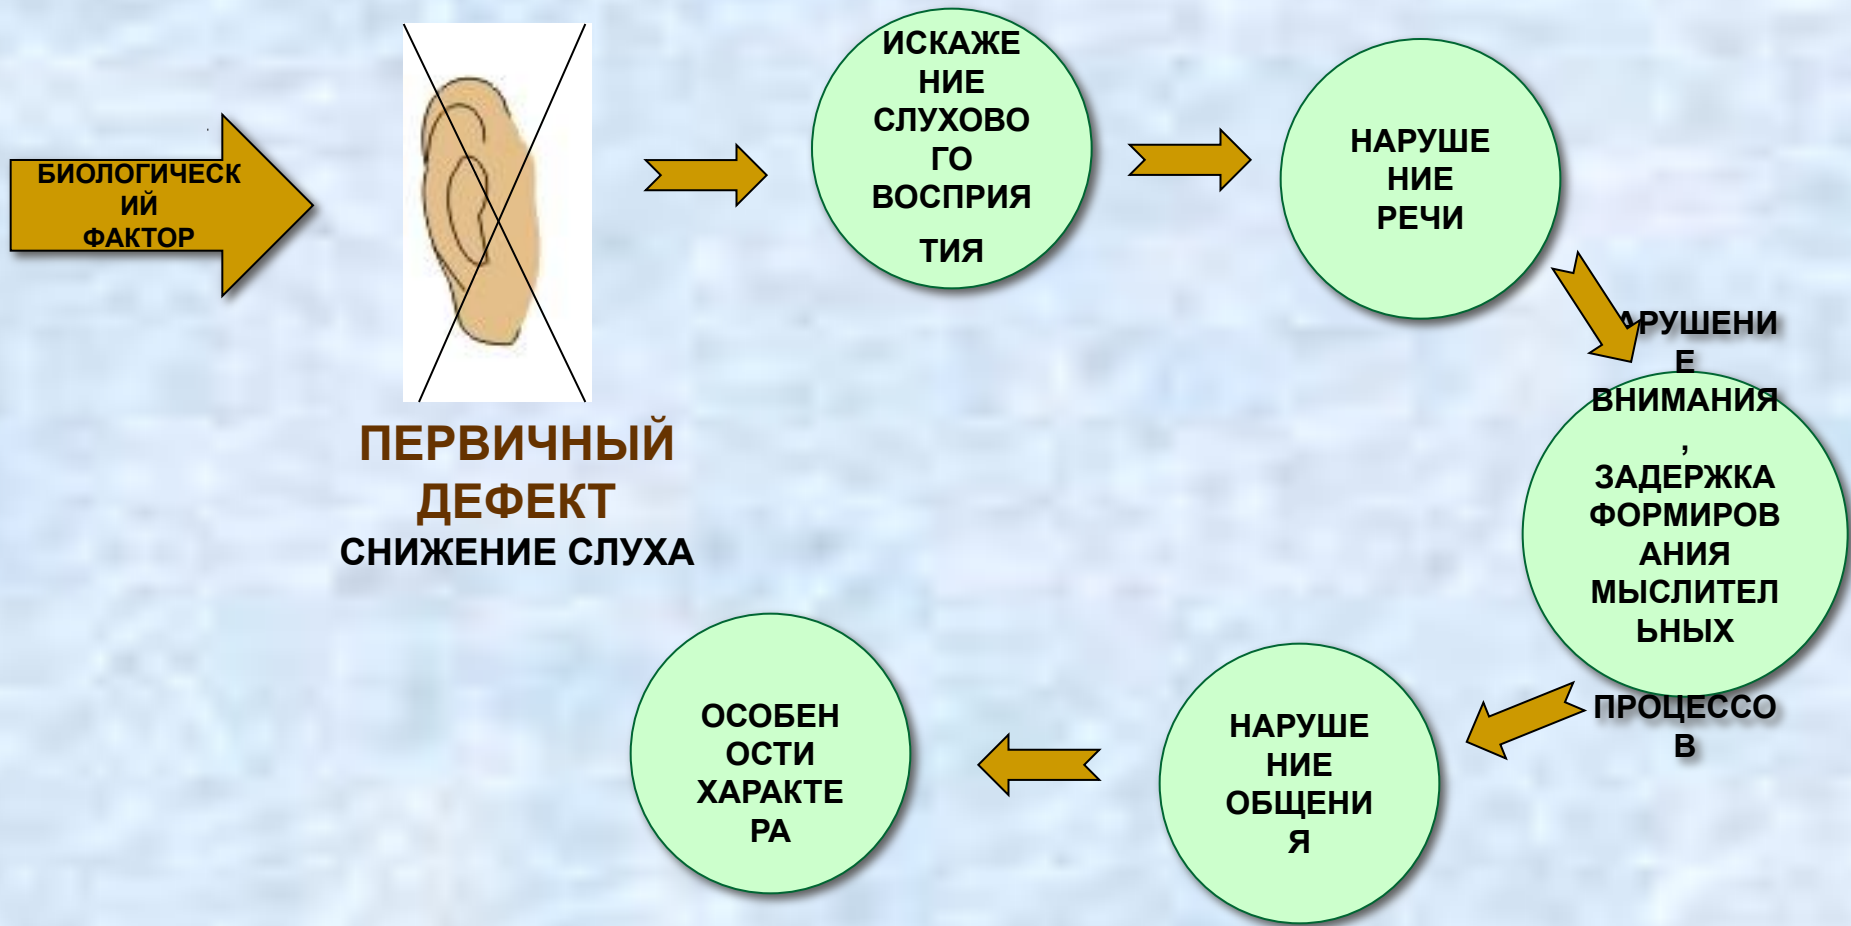 БИОЛОГИЧЕСК
ИЙ
ФАКТОР
ПЕРВИЧНЫЙ
ДЕФЕКТ
СНИЖЕНИЕ СЛУХА
ИСКАЖЕ
НИЕ
СЛУХОВО
ГО
ВОСПРИЯ
ТИЯ
НАРУШЕ
НИЕ
РЕЧИ
АРУШЕНИ
Е
ВНИМАНИЯ
,
ЗАДЕРЖКА
ФОРМИРОВ
АНИЯ
МЫСЛИТЕЛ
ЬНЫХ
ПРОЦЕССО
В
НАРУШЕ
НИЕ
ОБЩЕНИ
Я
ОСОБЕН
ОСТИ
ХАРАКТЕ
РА